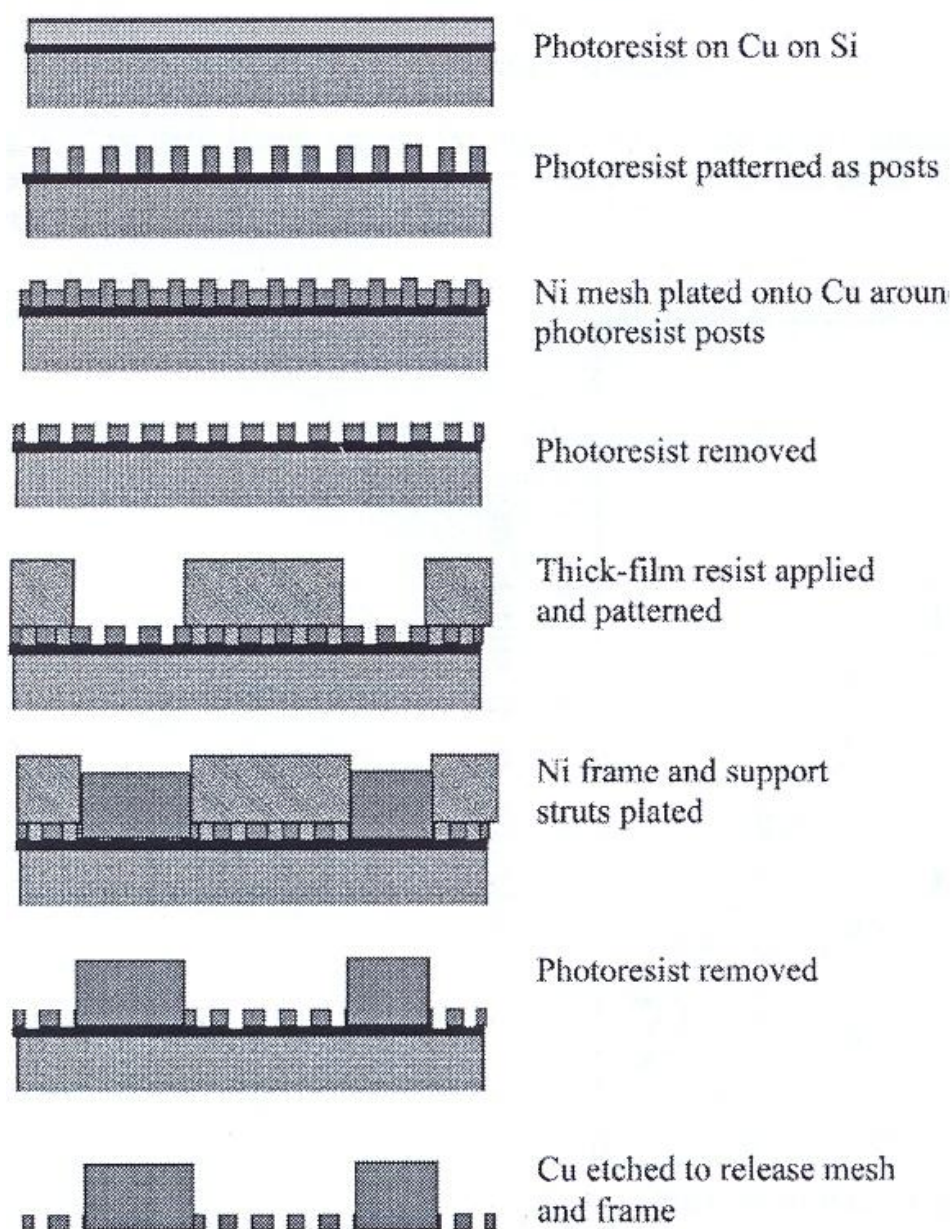 Photoresist on Cu on Si
Photoresist patterned as posts
Ni mesh plated onto Cu aroun
photoresist posts
Photoresist removed
Thick-film resist applied
and patterned
Ni frame and support
struts plated
Photoresist removed
Cu etched to release mesh
and frame